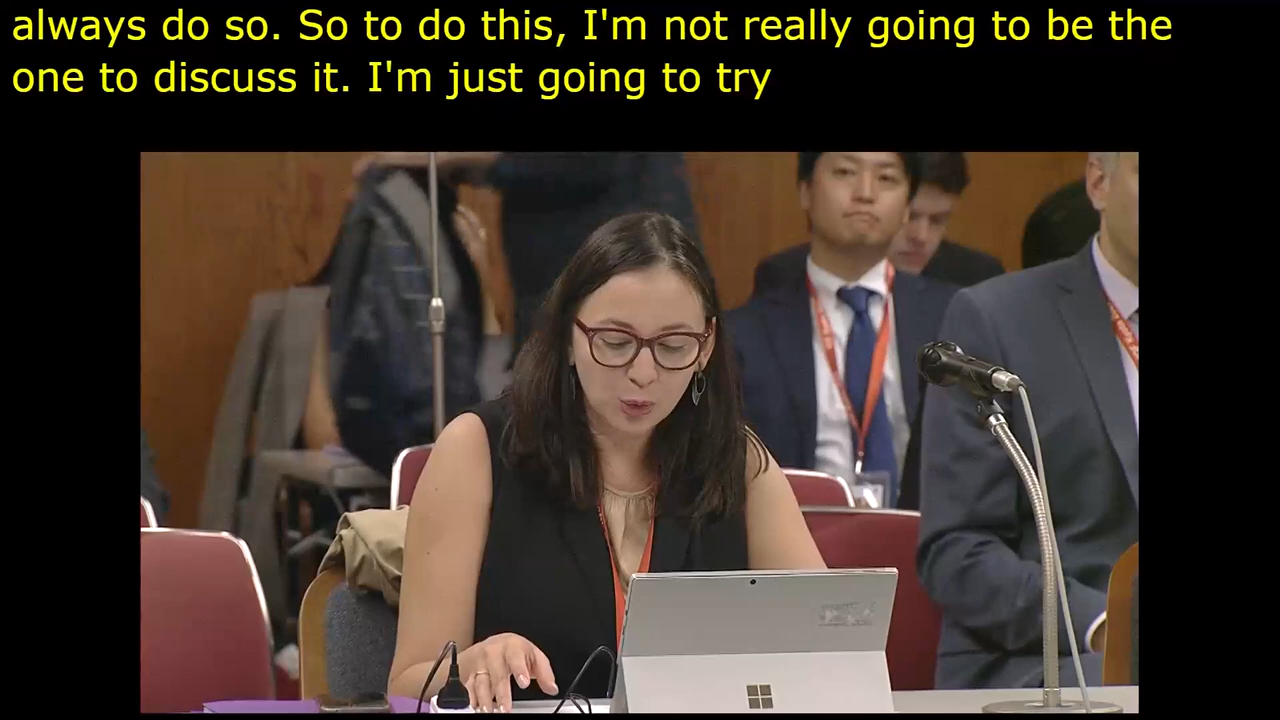 always do so. So to do this, I'm not really going to be the
one to discuss it. I'm just going to try